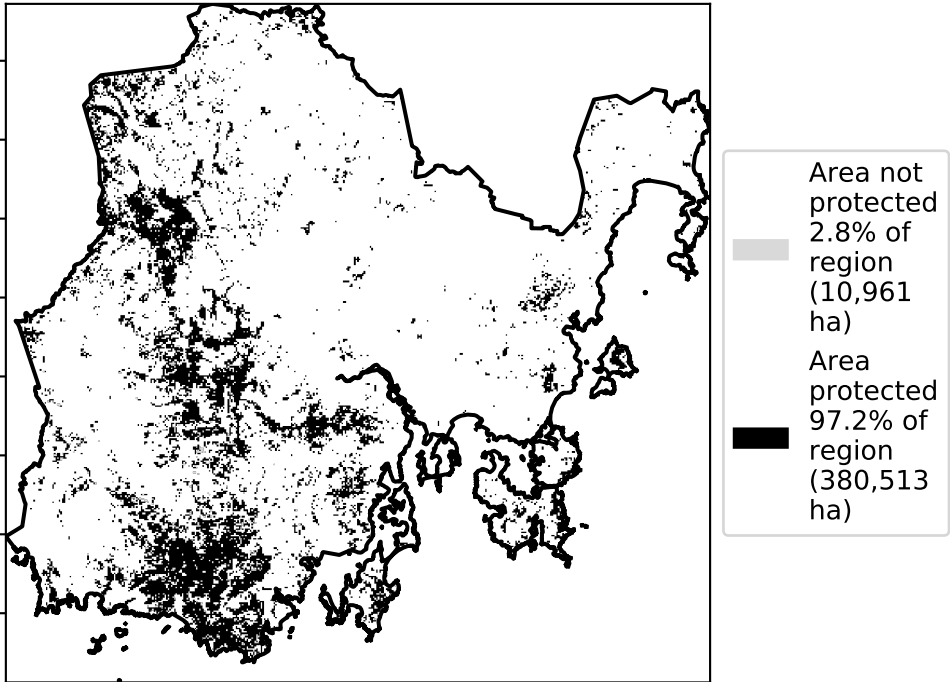 Area not
protected
2.8% of
region
(10,961
ha)
Area
protected
97.2% of
region
(380,513
ha)